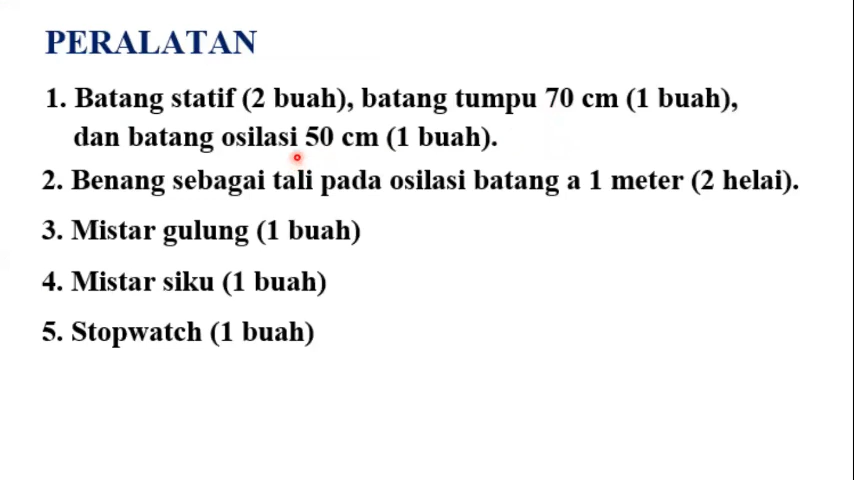 PERALATAN
1. Batang statif (2 buah), batang tumpu 70 cm (1 buah),
dan batang osilasi 50 cm (1 buah).
2. Benang sebagai tali pada osilasi batang a 1 meter (2 helai).
3. Mistar gulung (1 buah)
4. Mistar siku (1 buah)
5. Stopwatch (1 buah)